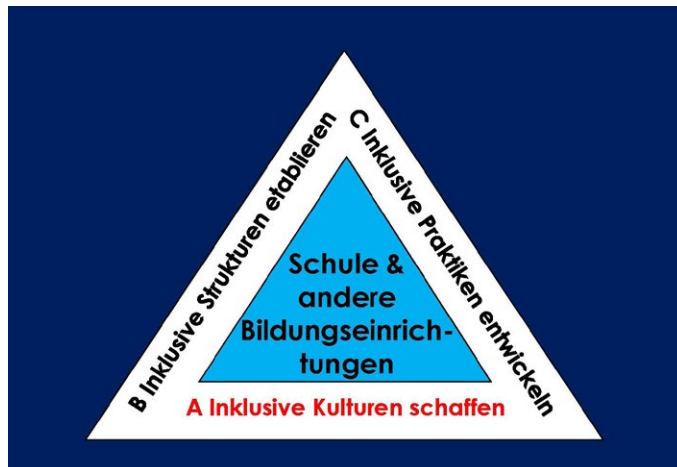 B Inklusive Strukturen etablieren
C Inklusive Praktiken entwickeln
Schule &
andere
Bildungseinrich-
tungen
A Inklusive Kulturen schaffen